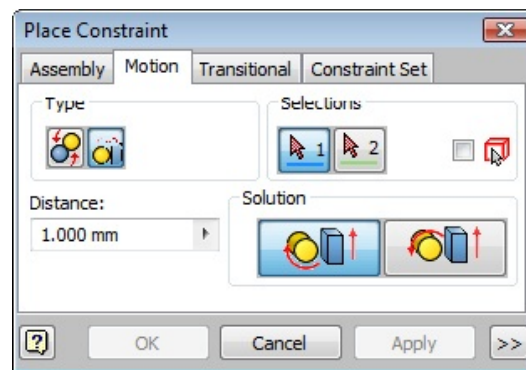 Place Constraint
Assembly Motion Transitional Constraint Set
Type Selections
1 2
Distance: Solution
1.000 mm
? OK Cancel Apply >>